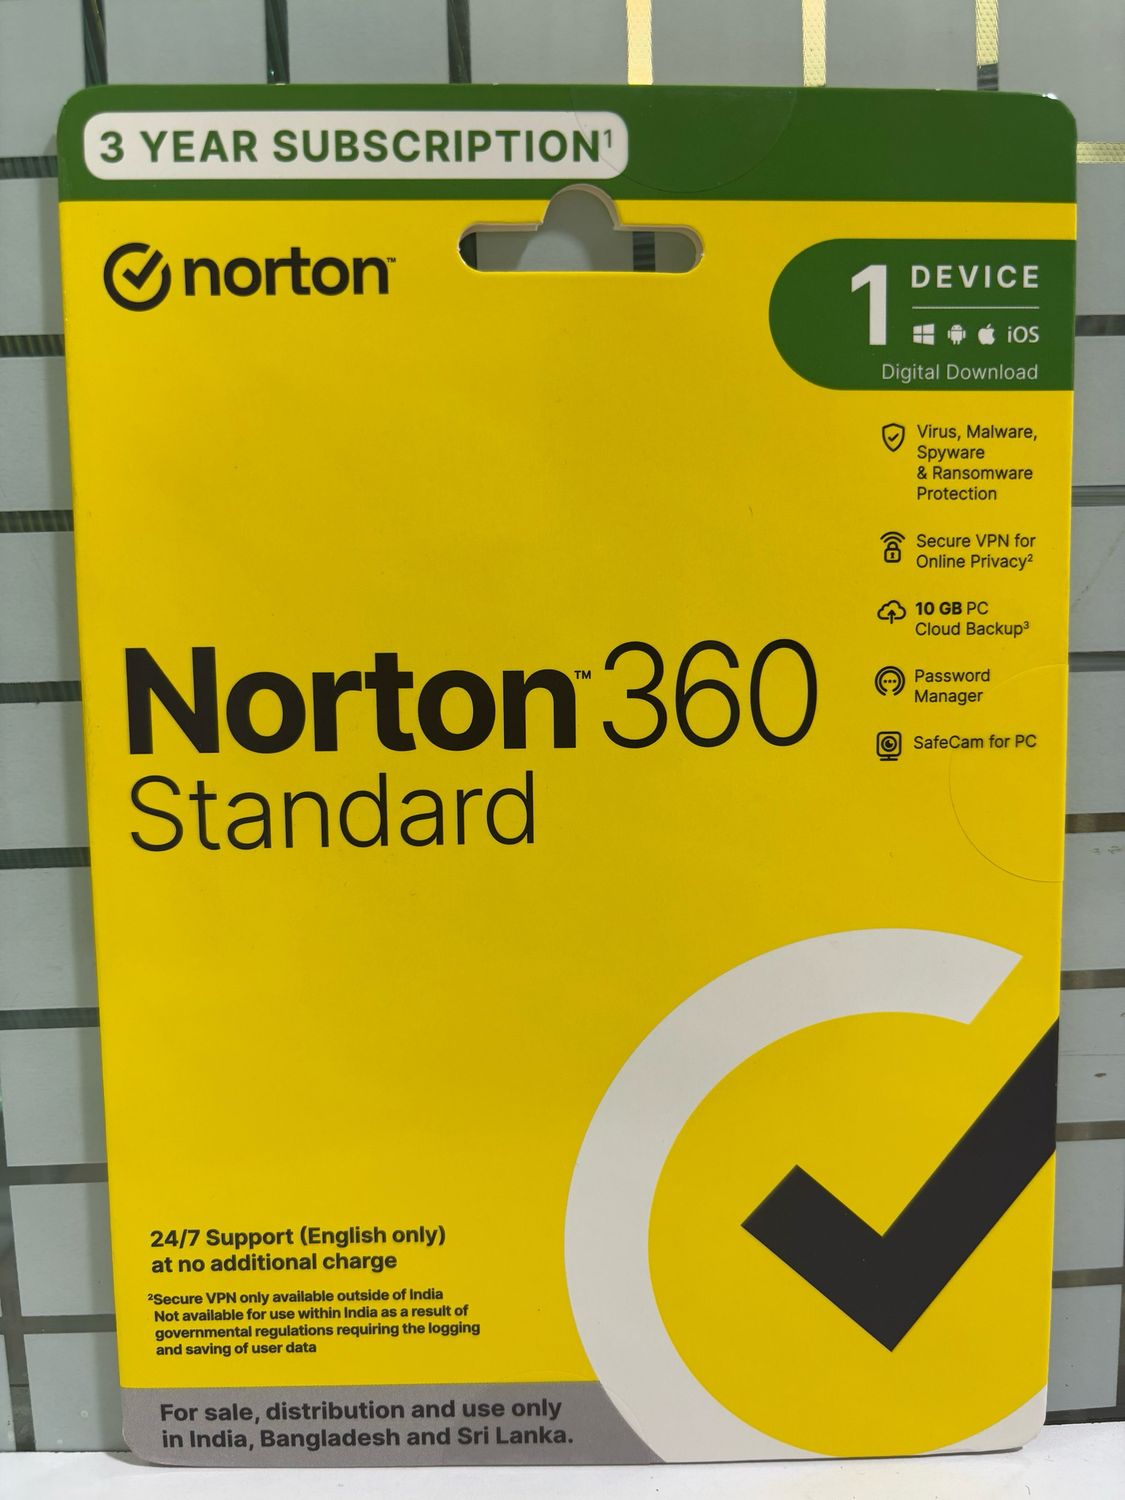 3 YEAR SUBSCRIPTION¹
norton™
1 DEVICE
iOS
Digital Download
Virus, Malware,
Spyware
& Ransomware
Protection
Secure VPN for
Online Privacy²
10 GB PC
Cloud Backup³
Password
Manager
SafeCam for PC
Norton™ 360
Standard
24/7 Support (English only)
at no additional charge
²Secure VPN only available outside of India
Not available for use within India as a result of
governmental regulations requiring the logging
and saving of user data
For sale, distribution and use only
in India, Bangladesh and Sri Lanka.